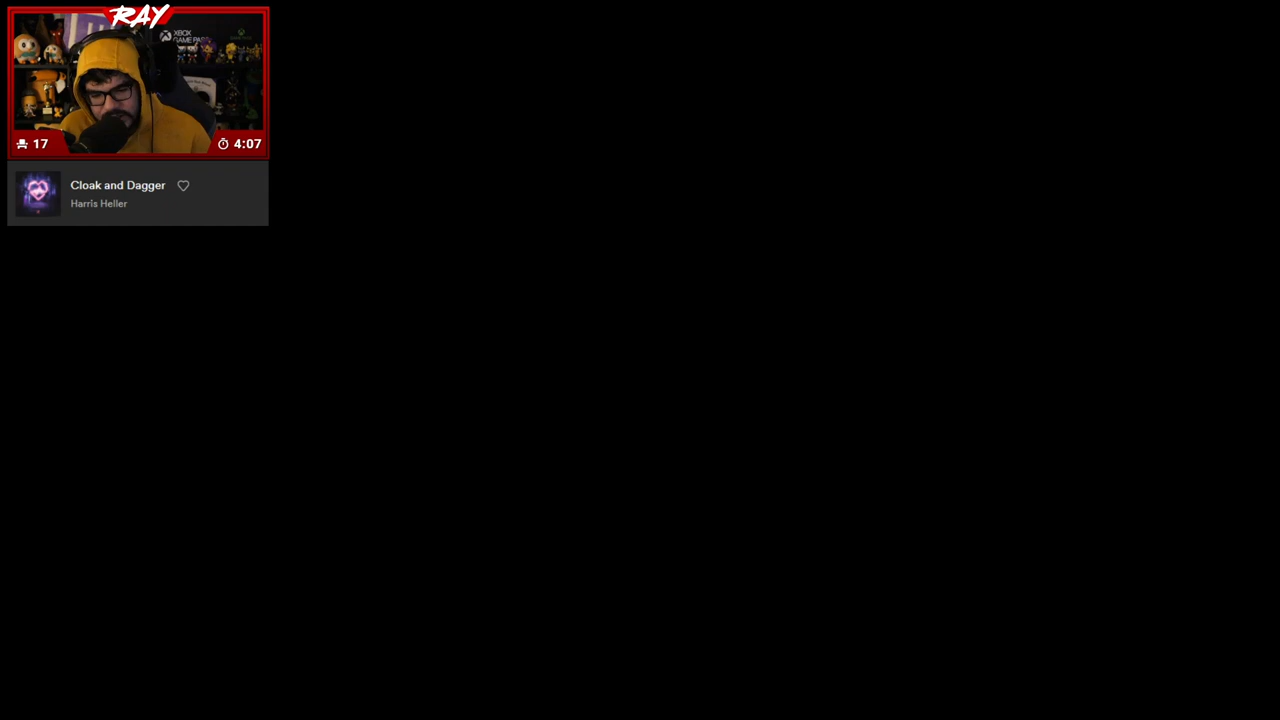 RAY
XBOX
GAME PASS
17
4:07
Cloak and Dagger
Harris Heller